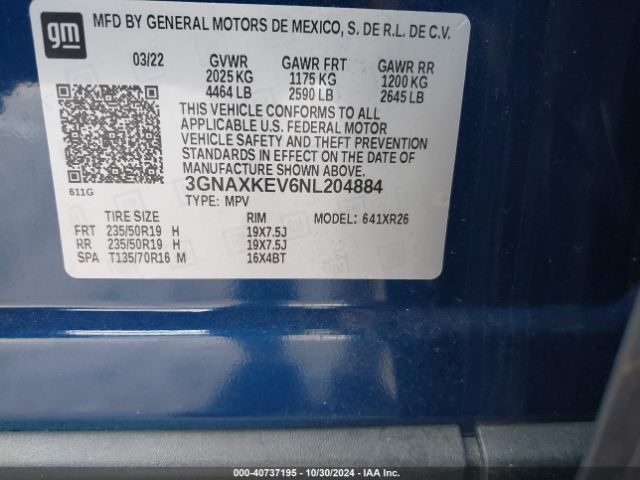 gm
MFD BY GENERAL MOTORS DE MEXICO, S. DE R.L. DE C.V.
03/22 GVWR GAWR FRT GAWR RR
2025 KG 1175 KG 1200 KG
4464 LB 2590 LB 2645 LB
THIS VEHICLE CONFORMS TO ALL
APPLICABLE U.S. FEDERAL MOTOR
VEHICLE SAFETY AND THEFT PREVENTION
STANDARDS IN EFFECT ON THE DATE OF
MANUFACTURE SHOWN ABOVE.
611G 3GNAXKEV6NL204884
TYPE: MPV MODEL: 641XR26
TIRE SIZE RIM
FRT 235/50R19 H 19X7.5J
RR 235/50R19 H 19X7.5J
SPA T135/70R16 M 16X4BT
000-40737195 - 10/30/2024 - IAA Inc.